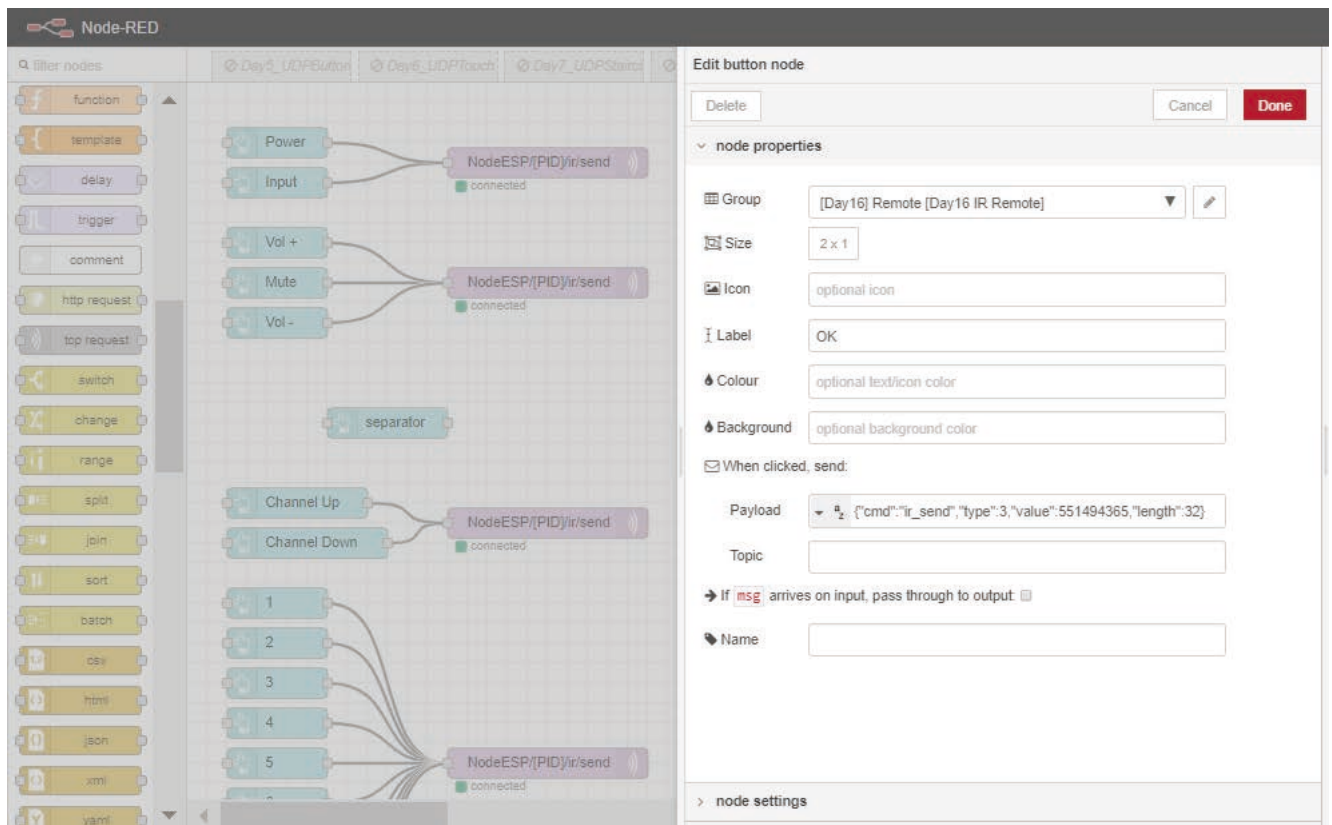 Node-RED
filter nodes
function
template
delay
trigger
comment
http request
tcp request
switch
change
range
split
join
sort
batch
csv
html
json
xml
yaml
Day5_UDPButton
Day6_UDPTouch
Day7_UDPStairs
Power
Input
NodeESP/[PID]/ir/send
connected
Vol +
Mute
Vol -
NodeESP/[PID]/ir/send
connected
separator
Channel Up
Channel Down
NodeESP/[PID]/ir/send
connected
1
2
3
4
5
NodeESP/[PID]/ir/send
connected
Edit button node
Delete
Cancel
Done
node properties
Group
[Day16] Remote [Day16 IR Remote]
Size
2 x 1
Icon
optional icon
Label
OK
Colour
optional text/icon color
Background
optional background color
When clicked, send:
Payload
{"cmd":"ir_send","type":3,"value":551494365,"length":32}
Topic
If msg arrives on input, pass through to output:
Name
node settings